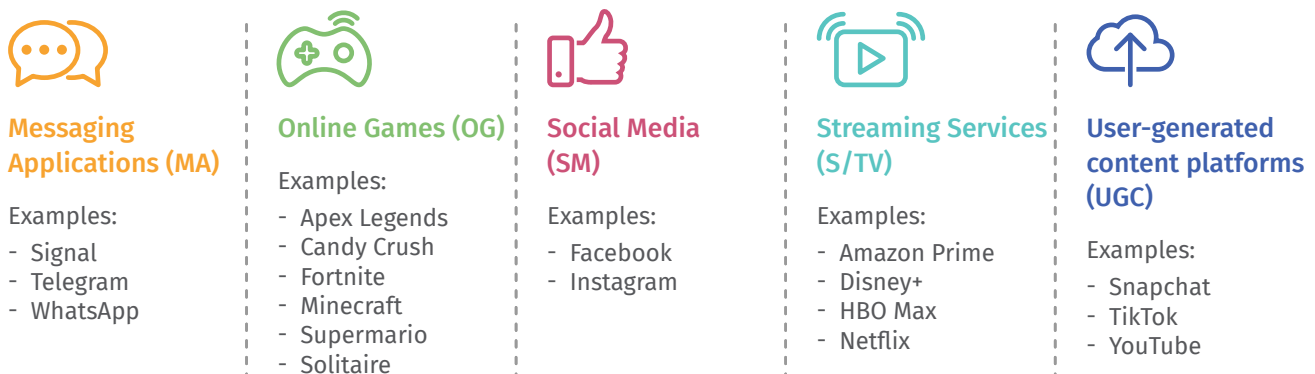 Messaging
Applications (MA)
Examples:
- Signal
- Telegram
- WhatsApp
Online Games (OG)
Examples:
- Apex Legends
- Candy Crush
- Fortnite
- Minecraft
- Supermario
- Solitaire
Social Media
(SM)
Examples:
- Facebook
- Instagram
Streaming Services
(S/TV)
Examples:
- Amazon Prime
- Disney+
- HBO Max
- Netflix
User-generated
content platforms
(UGC)
Examples:
- Snapchat
- TikTok
- YouTube